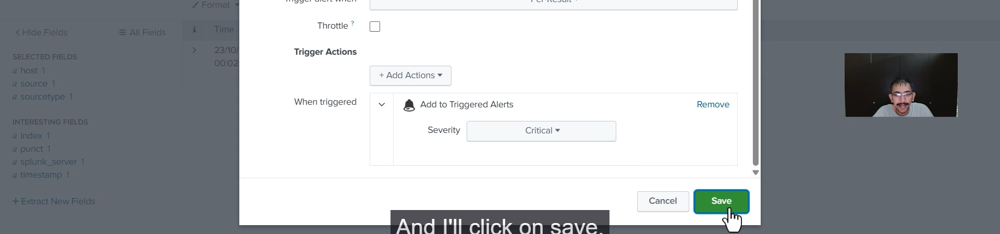 Format
Trigger alert when
Per-Result
Throttle ?
Hide Fields
All Fields
i
Time
SELECTED FIELDS
a host 1
a source 1
a sourcetype 1
23/10/
00:02:
Trigger Actions
+ Add Actions
When triggered
Add to Triggered Alerts
Remove
Severity
Critical
INTERESTING FIELDS
a index 1
a punct 1
a splunk_server 1
a timestamp 1
+ Extract New Fields
Cancel
Save
And I'll click on save.